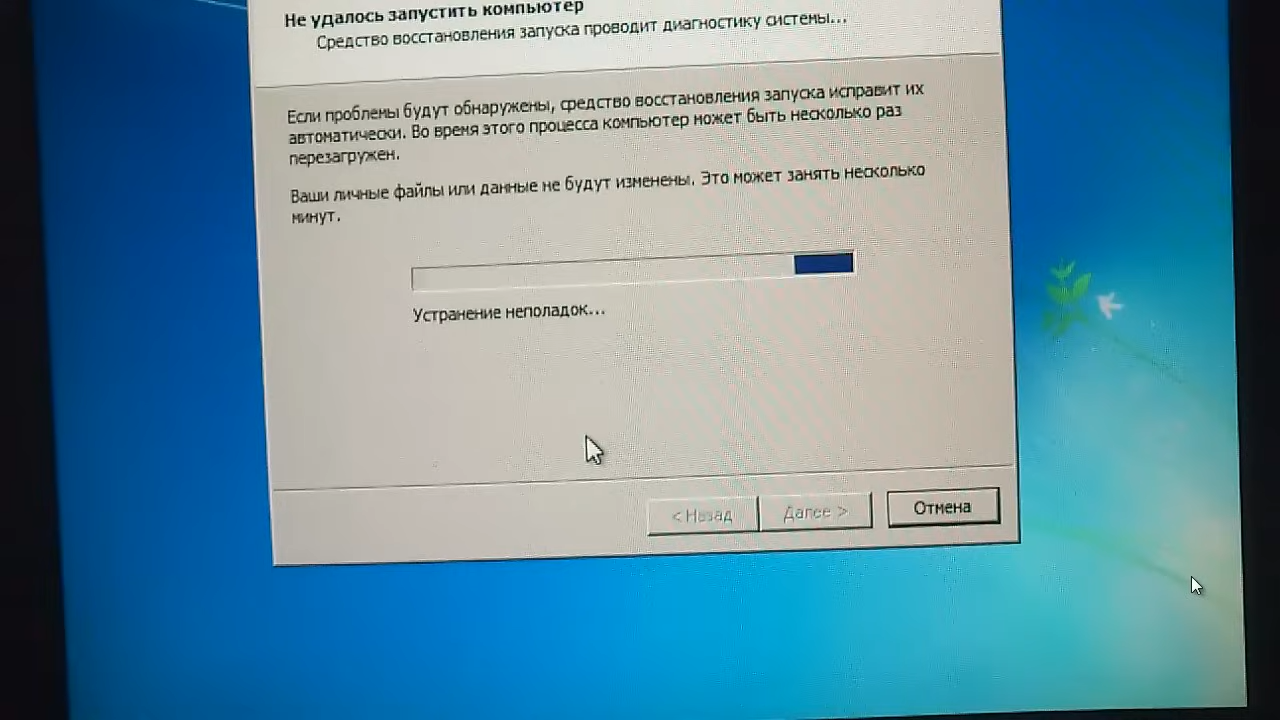 Не удалось запустить компьютер
Средство восстановления запуска проводит диагностику системы...
Если проблемы будут обнаружены, средство восстановления запуска исправит их
автоматически. Во время этого процесса компьютер может быть несколько раз
перезагружен.
Ваши личные файлы или данные не будут изменены. Это может занять несколько
минут.
Устранение неполадок...
< Назад
Далее >
Отмена